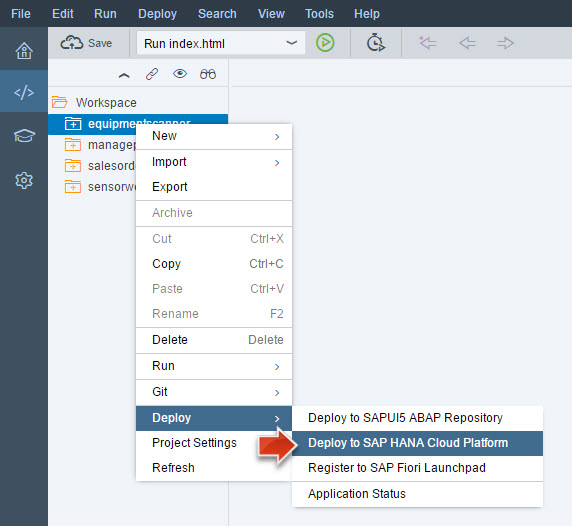 File Edit Run Deploy Search View Tools Help
Save Run index.html
</>
Workspace
equipmentscanner
New
managep
Import
salesord
Export
sensorwe
Archive
Cut Ctrl+X
Copy Ctrl+C
Paste Ctrl+V
Rename F2
Delete Delete
Run
Git
Deploy
Deploy to SAPUI5 ABAP Repository
Project Settings
Deploy to SAP HANA Cloud Platform
Refresh
Register to SAP Fiori Launchpad
Application Status